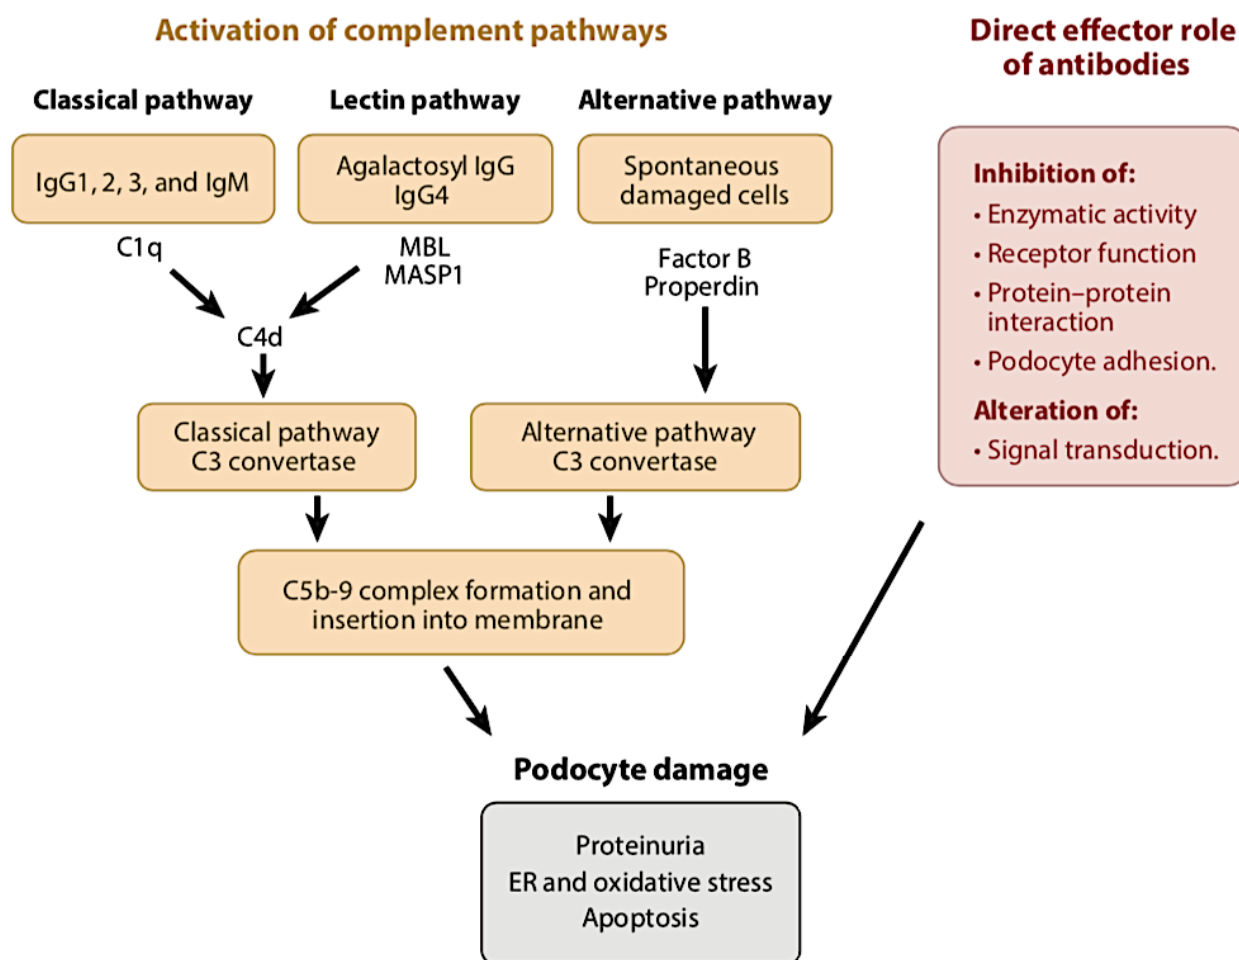 Activation of complement pathways
Direct effector role
of antibodies
Classical pathway
Lectin pathway
Alternative pathway
IgG1, 2, 3, and IgM
Agalactosyl IgG
IgG4
Spontaneous
damaged cells
C1q
MBL
MASP1
Factor B
Properdin
C4d
Classical pathway
C3 convertase
Alternative pathway
C3 convertase
C5b-9 complex formation and
insertion into membrane
Inhibition of:
• Enzymatic activity
• Receptor function
• Protein–protein
interaction
• Podocyte adhesion.
Alteration of:
• Signal transduction.
Podocyte damage
Proteinuria
ER and oxidative stress
Apoptosis